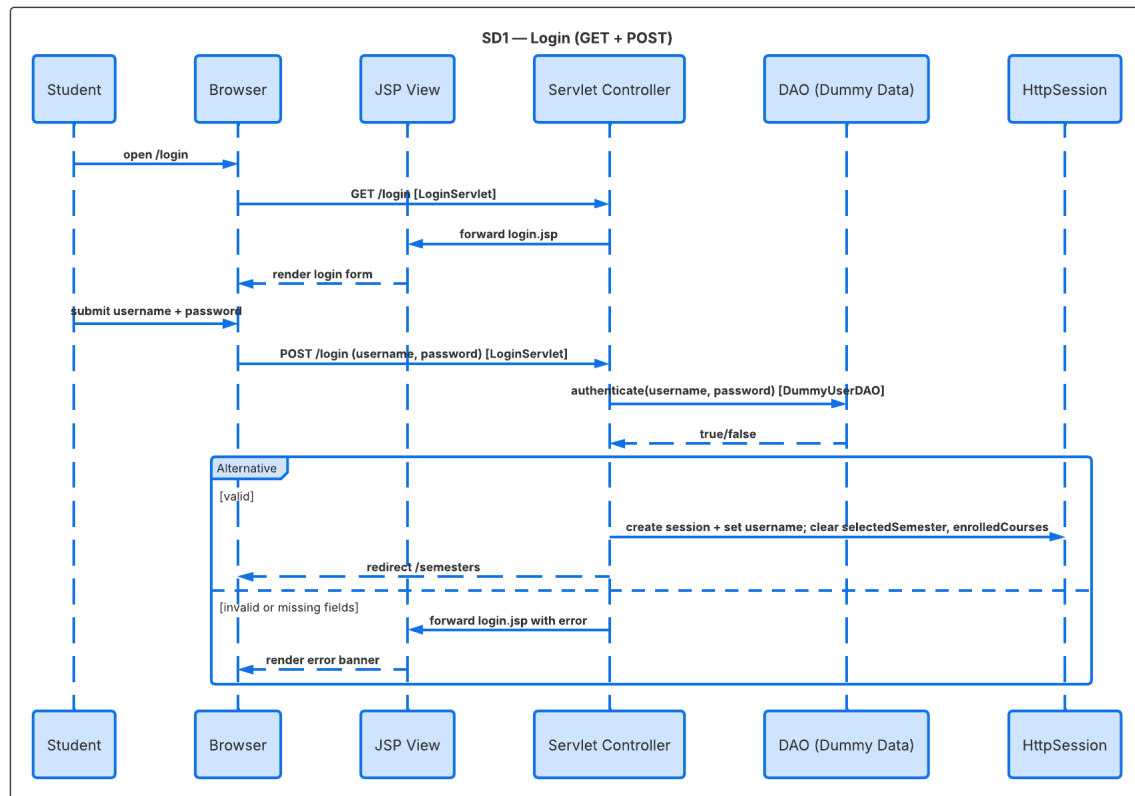 SD1 — Login (GET + POST)
Student
Browser
JSP View
Servlet Controller
DAO (Dummy Data)
HttpSession
open /login
GET /login [LoginServlet]
forward login.jsp
render login form
submit username + password
POST /login (username, password) [LoginServlet]
authenticate(username, password) [DummyUserDAO]
true/false
Alternative
[valid]
create session + set username; clear selectedSemester, enrolledCourses
redirect /semesters
[invalid or missing fields]
forward login.jsp with error
render error banner
Student
Browser
JSP View
Servlet Controller
DAO (Dummy Data)
HttpSession